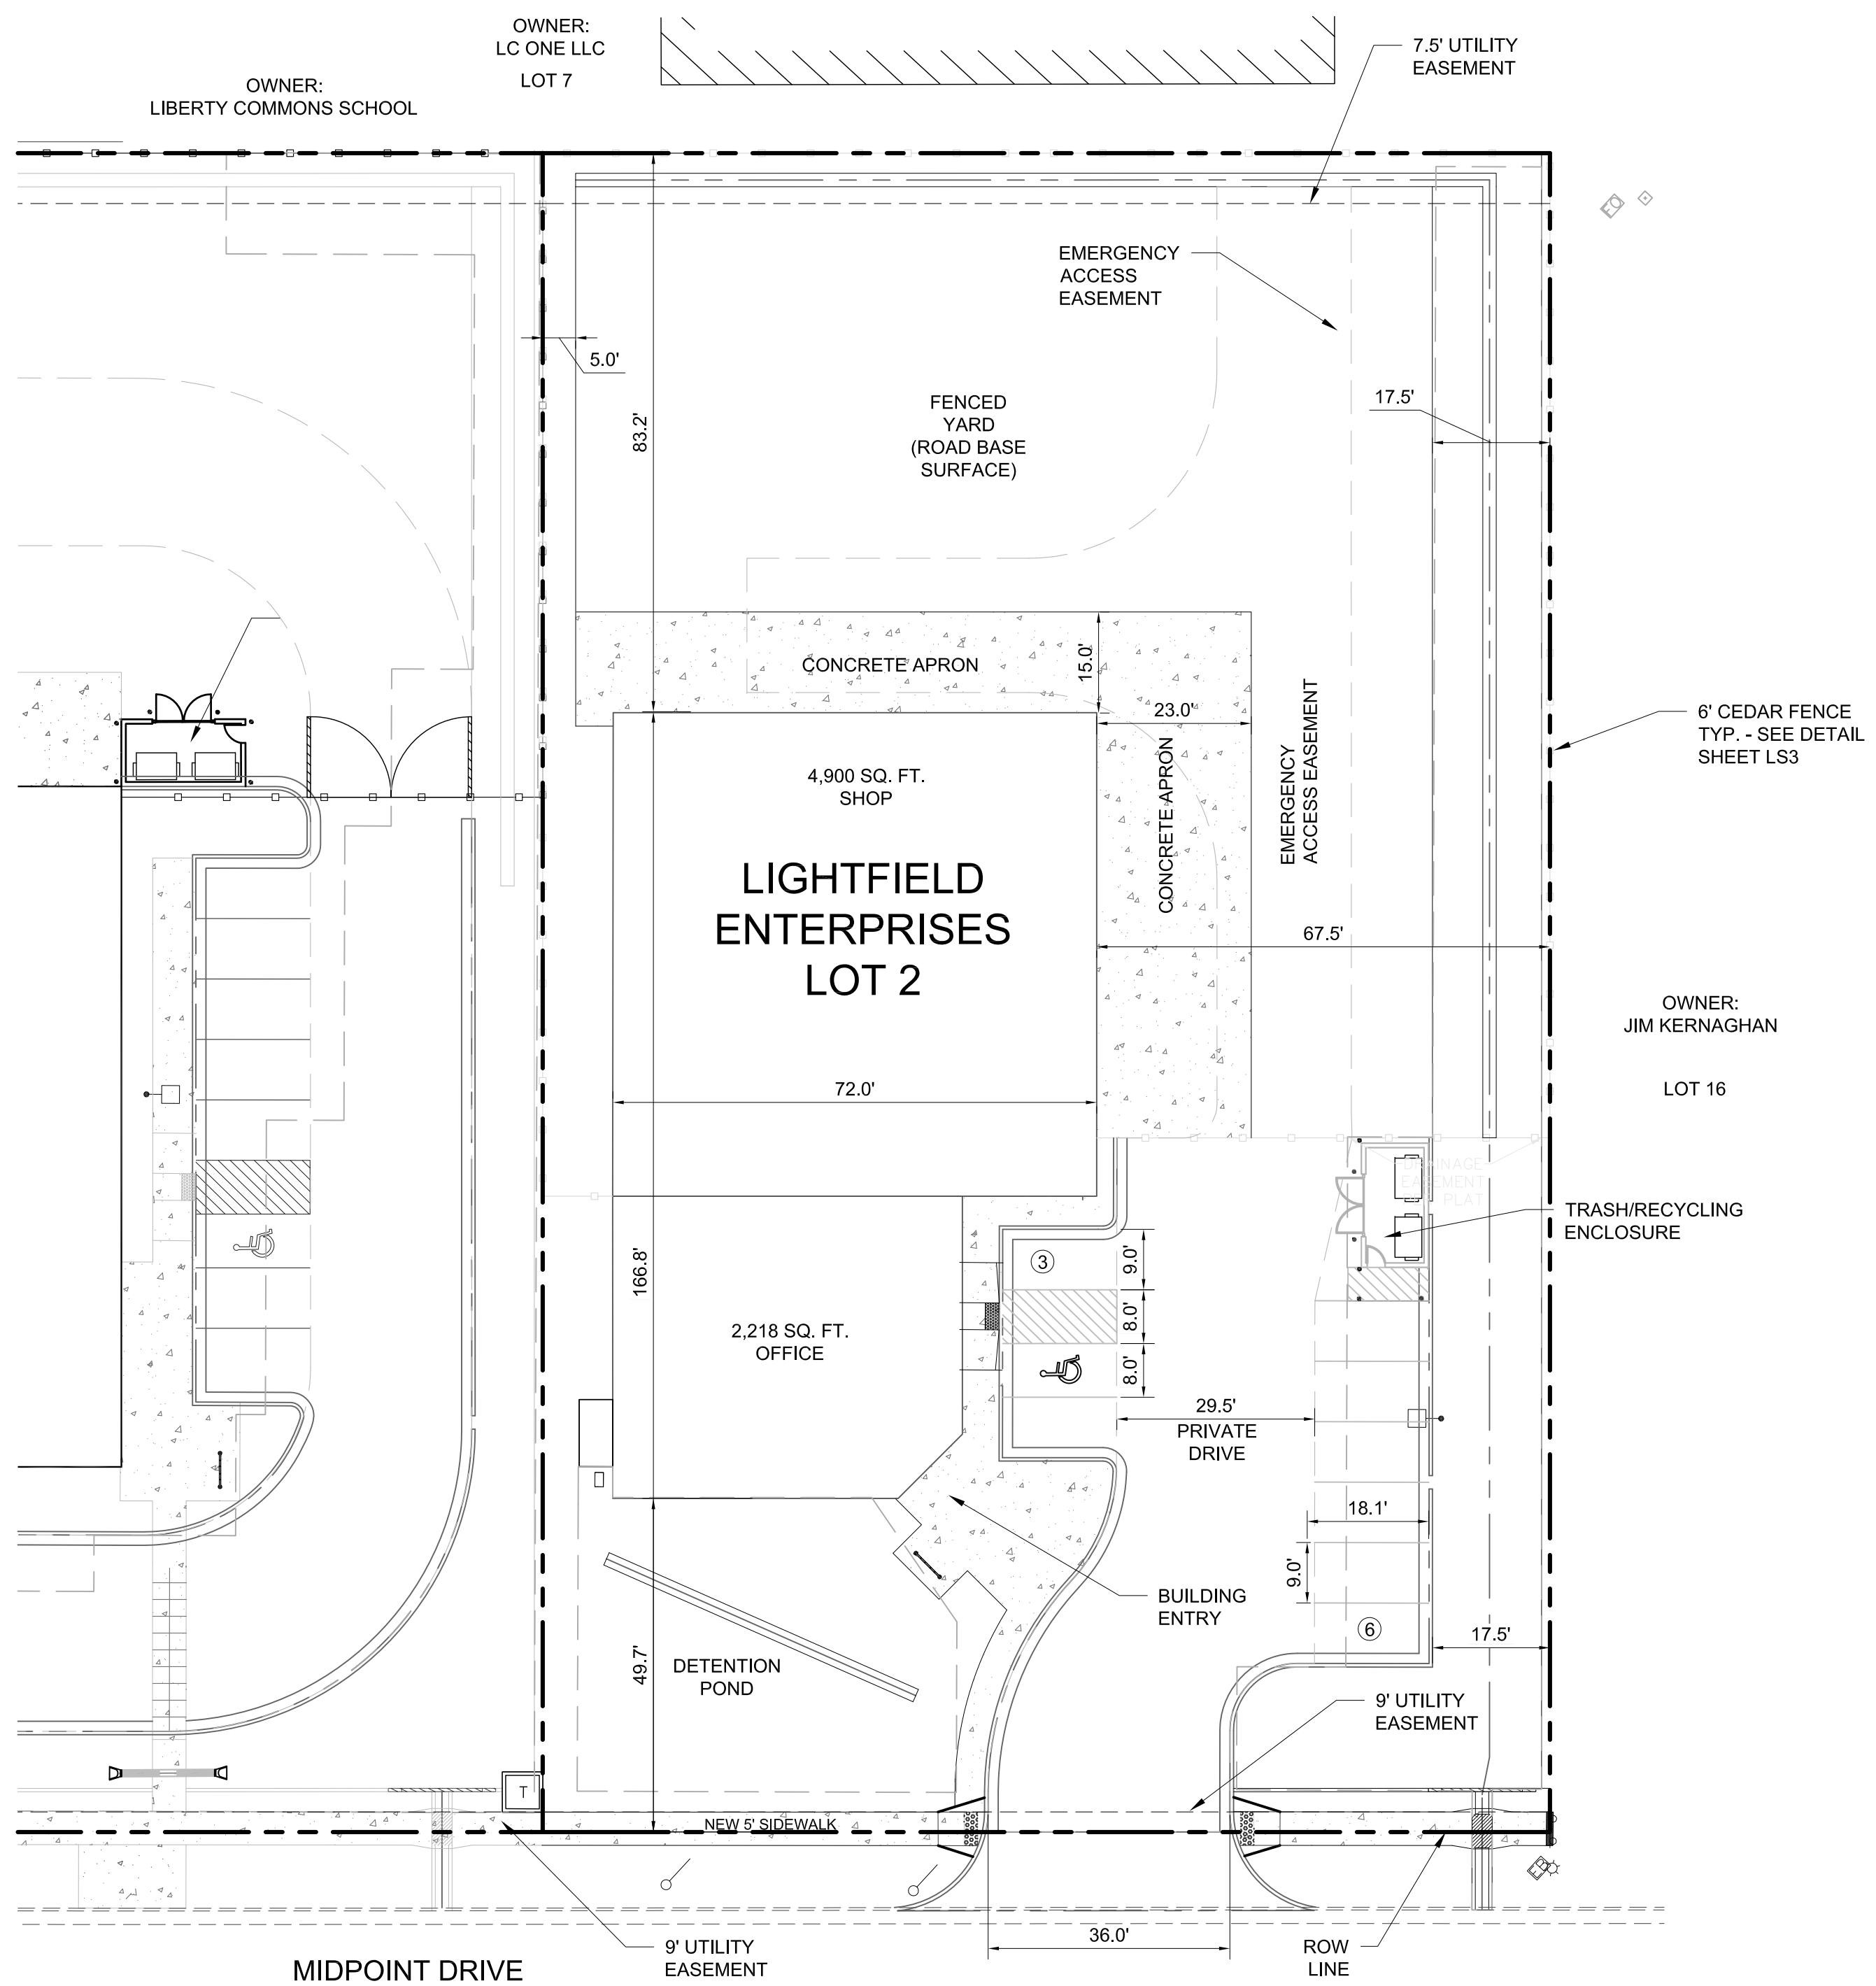 OWNER:
LC ONE LLC
LOT 7
7.5' UTILITY
EASEMENT
OWNER:
LIBERTY COMMONS SCHOOL
EO
EMERGENCY
ACCESS
EASEMENT
5.0'
83.2'
FENCED
YARD
(ROAD BASE
SURFACE)
17.5'
CONCRETE APRON
15.0'
23.0'
CONCRETE APRON
EMERGENCY
ACCESS EASEMENT
6' CEDAR FENCE
TYP. - SEE DETAIL
SHEET LS3
4,900 SQ. FT.
SHOP
LIGHTFIELD
ENTERPRISES
LOT 2
67.5'
OWNER:
JIM KERNAGHAN
LOT 16
72.0'
DRAINAGE
EASEMENT
PLAT
TRASH/RECYCLING
ENCLOSURE
166.8'
3
9.0'
8.0'
8.0'
2,218 SQ. FT.
OFFICE
29.5'
PRIVATE
DRIVE
18.1'
9.0'
BUILDING
ENTRY
6
17.5'
49.7'
DETENTION
POND
9' UTILITY
EASEMENT
T
NEW 5' SIDEWALK
36.0'
ROW
LINE
9' UTILITY
EASEMENT
MIDPOINT DRIVE